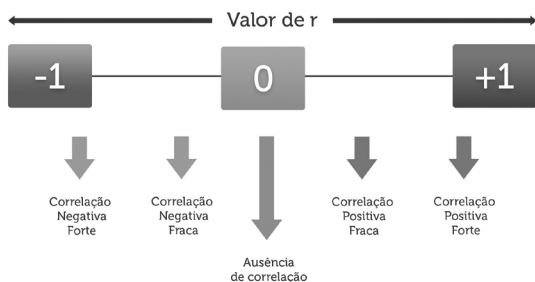 Valor de r
-1
0
+1
Correlação
Negativa
Forte
Correlação
Negativa
Fraca
Ausência
de correlação
Correlação
Positiva
Fraca
Correlação
Positiva
Forte